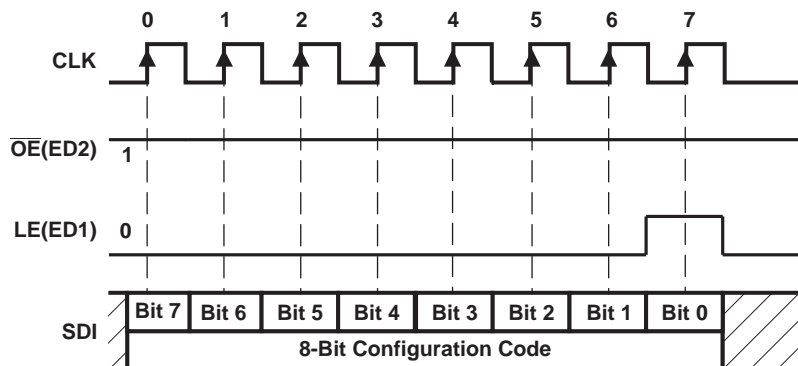 0 1 2 3 4 5 6 7
CLK
OE(ED2) 1
LE(ED1) 0
SDI
Bit 7 Bit 6 Bit 5 Bit 4 Bit 3 Bit 2 Bit 1 Bit 0
8-Bit Configuration Code